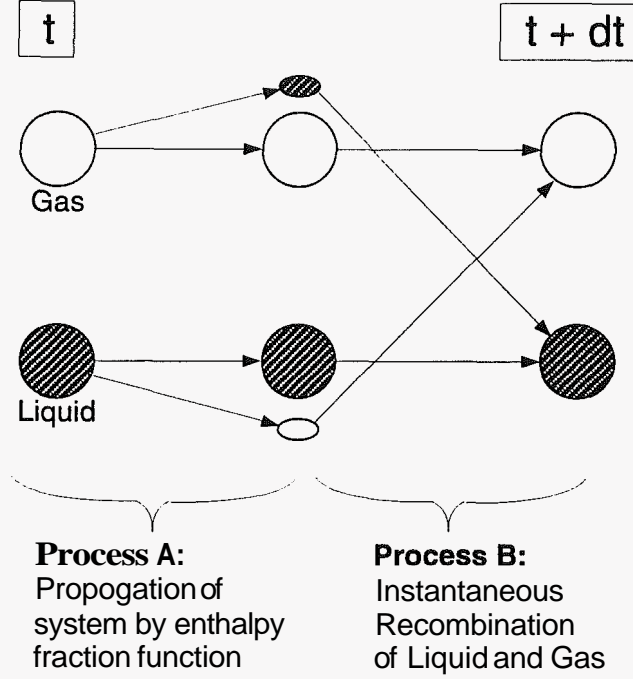 t
t + dt
Gas
Liquid
Process A:
Propogation of
system by enthalpy
fraction function
Process B:
Instantaneous
Recombination
of Liquid and Gas